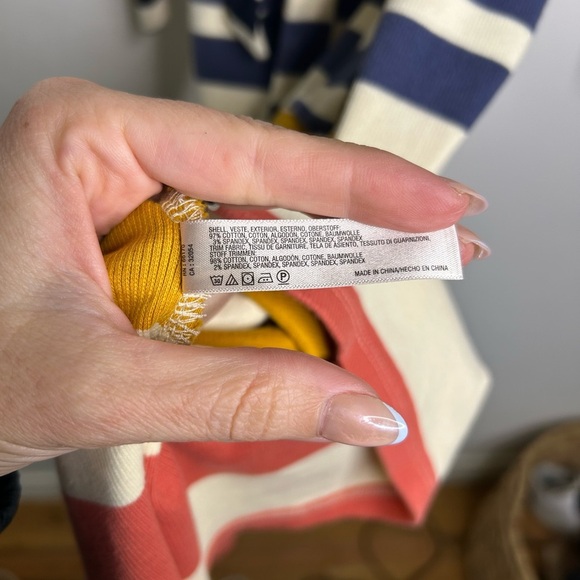 SHELL, VESTE, EXTERIOR, ESTERNO, OBERSTOFF:
97% COTTON, COTON, ALGODÓN, COTONE, BAUMWOLLE
3% SPANDEX, SPANDEX, SPANDEX, SPANDEX, SPANDEX
TRIM FABRIC, TISSU DE GARNITURE, TELA DE ASIENTO, TESSUTO DI GUARNIZIONI,
STOFF TRIMMEN:
98% COTTON, COTON, ALGODÓN, COTONE, BAUMWOLLE
2% SPANDEX, SPANDEX, SPANDEX, SPANDEX, SPANDEX
MADE IN CHINA/HECHO EN CHINA